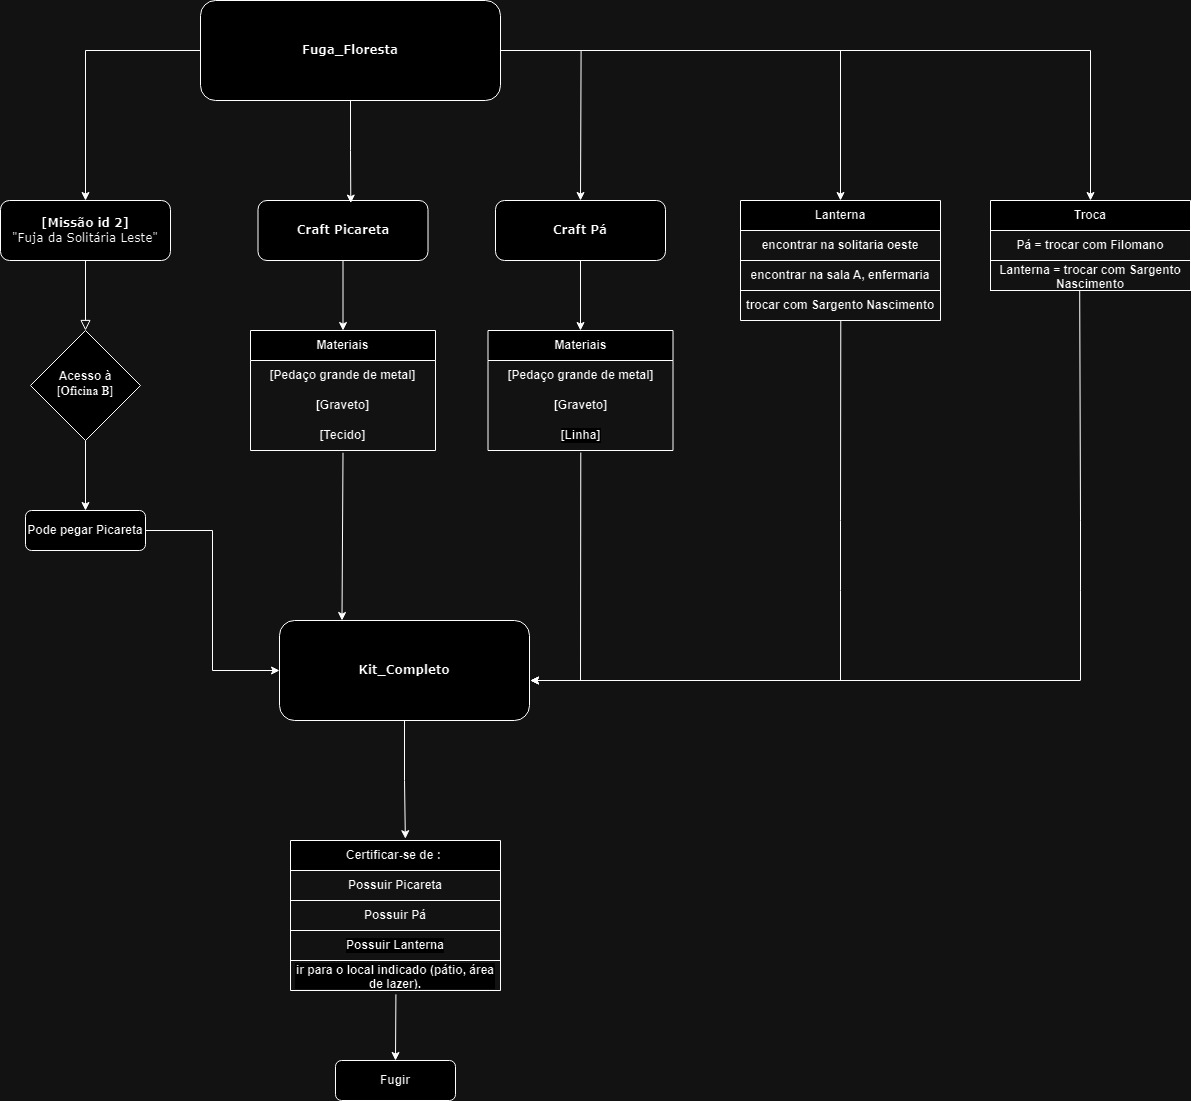 Fuga_Floresta
[Missão id 2]
"Fuja da Solitária Leste"
Craft Picareta
Craft Pá
Lanterna
encontrar na solitaria oeste
encontrar na sala A, enfermaria
trocar com Sargento Nascimento
Troca
Pá = trocar com Filomano
Lanterna = trocar com Sargento
Nascimento
Acesso à
[Oficina B]
Materiais
[Pedaço grande de metal]
[Graveto]
[Tecido]
Materiais
[Pedaço grande de metal]
[Graveto]
[Linha]
Pode pegar Picareta
Kit_Completo
Certificar-se de :
Possuir Picareta
Possuir Pá
Possuir Lanterna
ir para o local indicado (pátio, área
de lazer).
Fugir